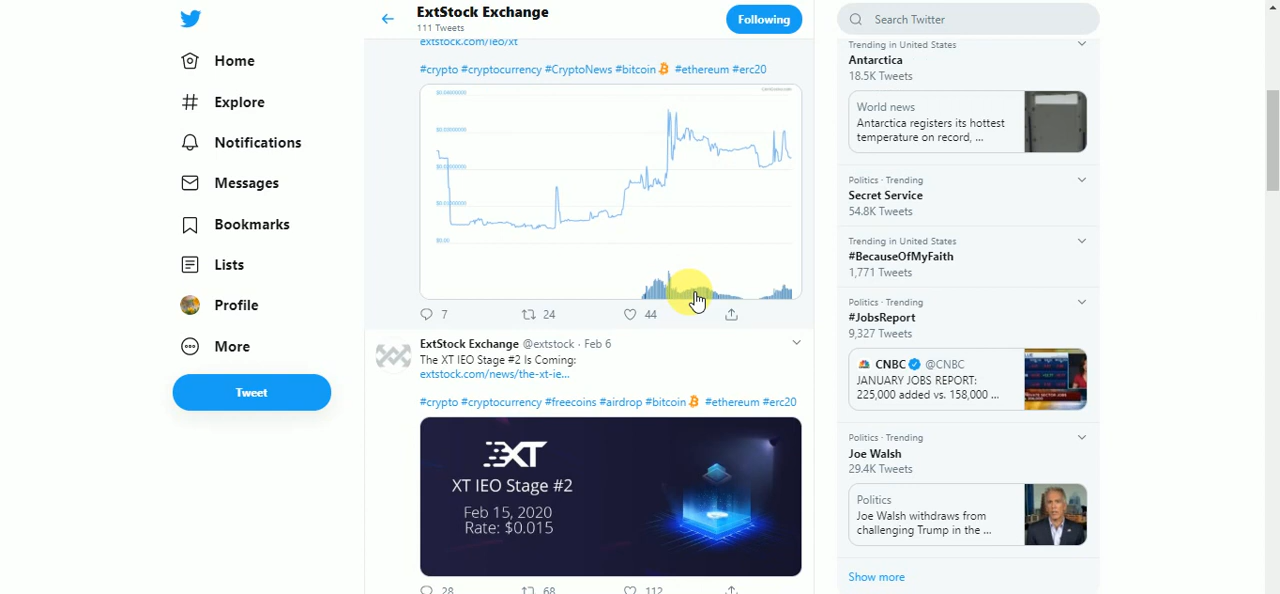 Home
Explore
Notifications
Messages
Bookmarks
Lists
Profile
More
Tweet
ExtStock Exchange
111 Tweets
Following
extstock.com/ieo/xt
#crypto #cryptocurrency #CryptoNews #bitcoin #ethereum #erc20
$0.00
7
24
44
ExtStock Exchange @extstock · Feb 6
The XT IEO Stage #2 Is Coming:
extstock.com/news/the-xt-ie...
#crypto #cryptocurrency #freecoins #airdrop #bitcoin #ethereum #erc20
XT
XT IEO Stage #2
Feb 15, 2020
Rate: $0.015
28
68
112
Search Twitter
Trending in United States
Antarctica
18.5K Tweets
World news
Antarctica registers its hottest
temperature on record, ...
Politics · Trending
Secret Service
54.8K Tweets
Trending in United States
#BecauseOfMyFaith
1,771 Tweets
Politics · Trending
#JobsReport
9,327 Tweets
CNBC @CNBC
JANUARY JOBS REPORT:
225,000 added vs. 158,000 ...
Politics · Trending
Joe Walsh
29.4K Tweets
Politics
Joe Walsh withdraws from
challenging Trump in the ...
Show more